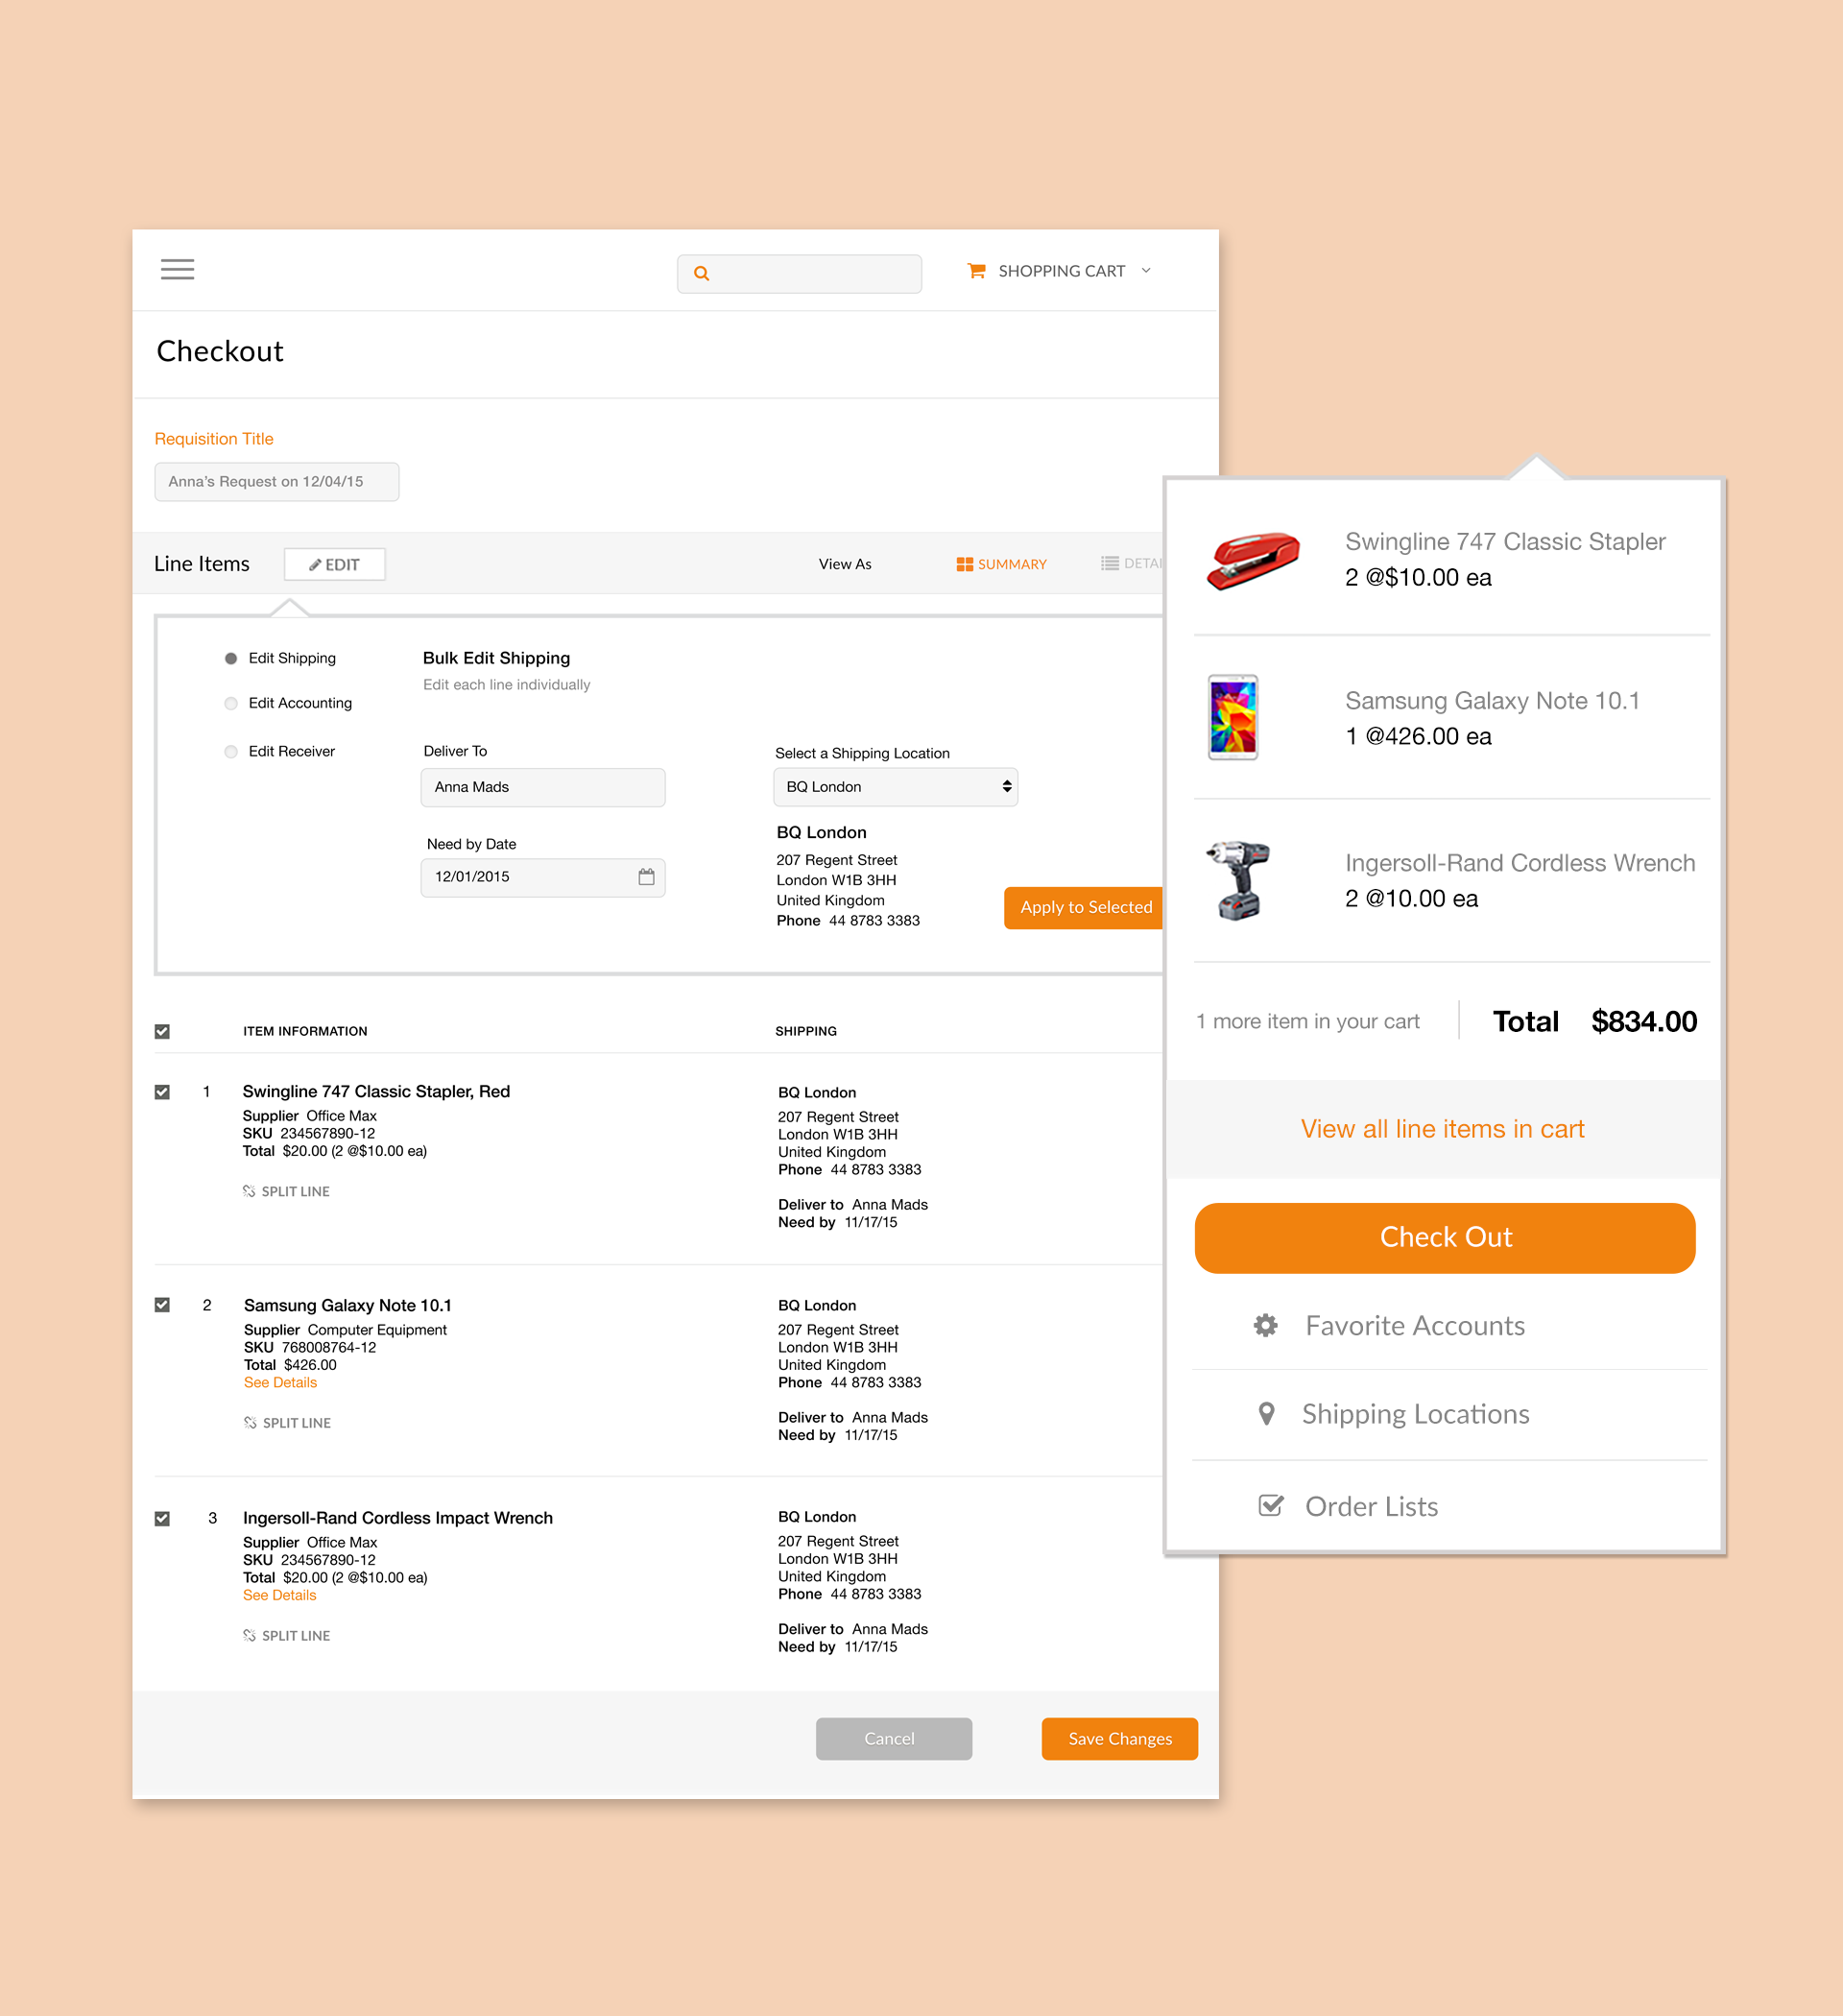 SHOPPING CART
Checkout
Requisition Title
Anna's Request on 12/04/15
Line Items
EDIT
View As
SUMMARY
Edit Shipping
Edit Accounting
Edit Receiver
Bulk Edit Shipping
Edit each line individually
Deliver To
Anna Mads
Need by Date
12/01/2015
Select a Shipping Location
BQ London
BQ London
207 Regent Street
London W1B 3HH
United Kingdom
Phone 44 8783 3383
Apply to Selected
ITEM INFORMATION
SHIPPING
1
Swingline 747 Classic Stapler, Red
Supplier Office Max
SKU 234567890-12
Total $20.00 (2 @$10.00 ea)
SPLIT LINE
BQ London
207 Regent Street
London W1B 3HH
United Kingdom
Phone 44 8783 3383
Deliver to Anna Mads
Need by 11/17/15
2
Samsung Galaxy Note 10.1
Supplier Computer Equipment
SKU 768008764-12
Total $426.00
See Details
SPLIT LINE
BQ London
207 Regent Street
London W1B 3HH
United Kingdom
Phone 44 8783 3383
Deliver to Anna Mads
Need by 11/17/15
3
Ingersoll-Rand Cordless Impact Wrench
Supplier Office Max
SKU 234567890-12
Total $20.00 (2 @$10.00 ea)
See Details
SPLIT LINE
BQ London
207 Regent Street
London W1B 3HH
United Kingdom
Phone 44 8783 3383
Deliver to Anna Mads
Need by 11/17/15
Cancel
Save Changes
Swingline 747 Classic Stapler
2 @$10.00 ea
Samsung Galaxy Note 10.1
1 @426.00 ea
Ingersoll-Rand Cordless Wrench
2 @10.00 ea
1 more item in your cart
Total $834.00
View all line items in cart
Check Out
Favorite Accounts
Shipping Locations
Order Lists